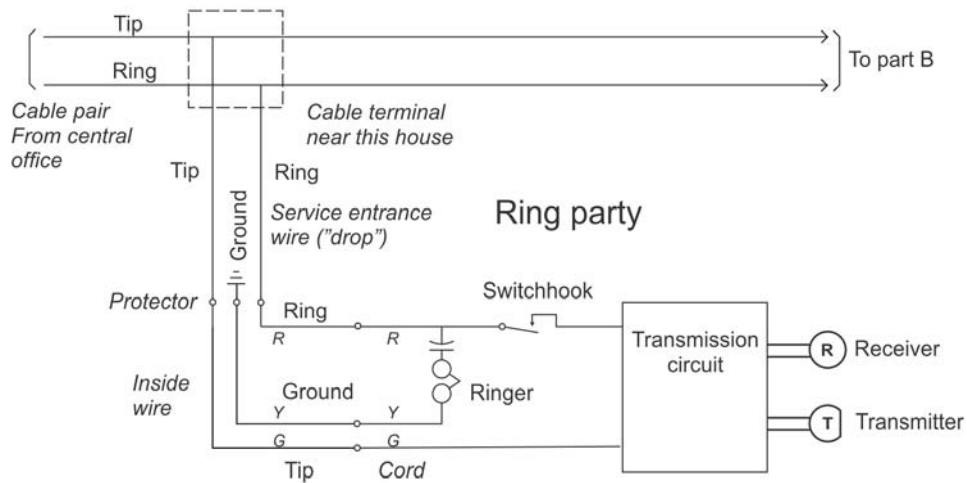 Tip
To part B
Ring
Cable pair
From central
office
Cable terminal
near this house
Tip
Ring
Ground
Service entrance
wire ("drop")
Ring party
Protector
Ring
Switchhook
R
R
Transmission
circuit
R
Receiver
Inside
wire
Ground
Ringer
Y
Y
T
Transmitter
G
G
Tip
Cord